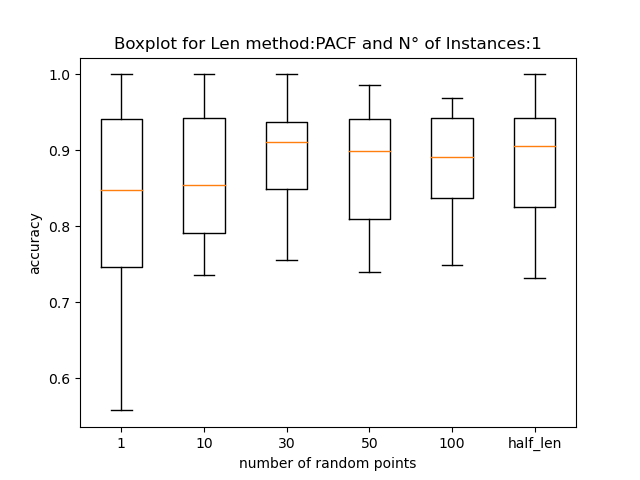 Boxplot for Len method:PACF and N° of Instances:1
1.0
0.9
0.8
0.7
0.6
accuracy
1 10 30 50 100 half_len
number of random points